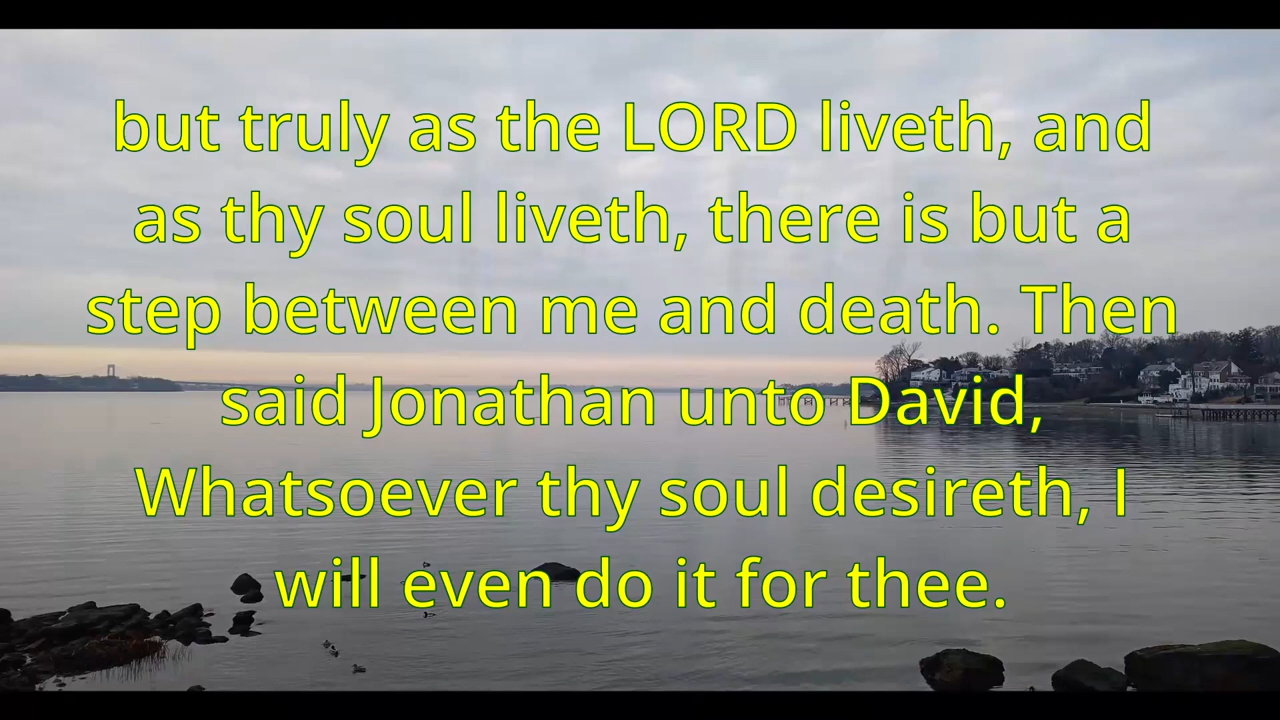 but truly as the LORD liveth, and
as thy soul liveth, there is but a
step between me and death. Then
said Jonathan unto David,
Whatsoever thy soul desireth, I
will even do it for thee.